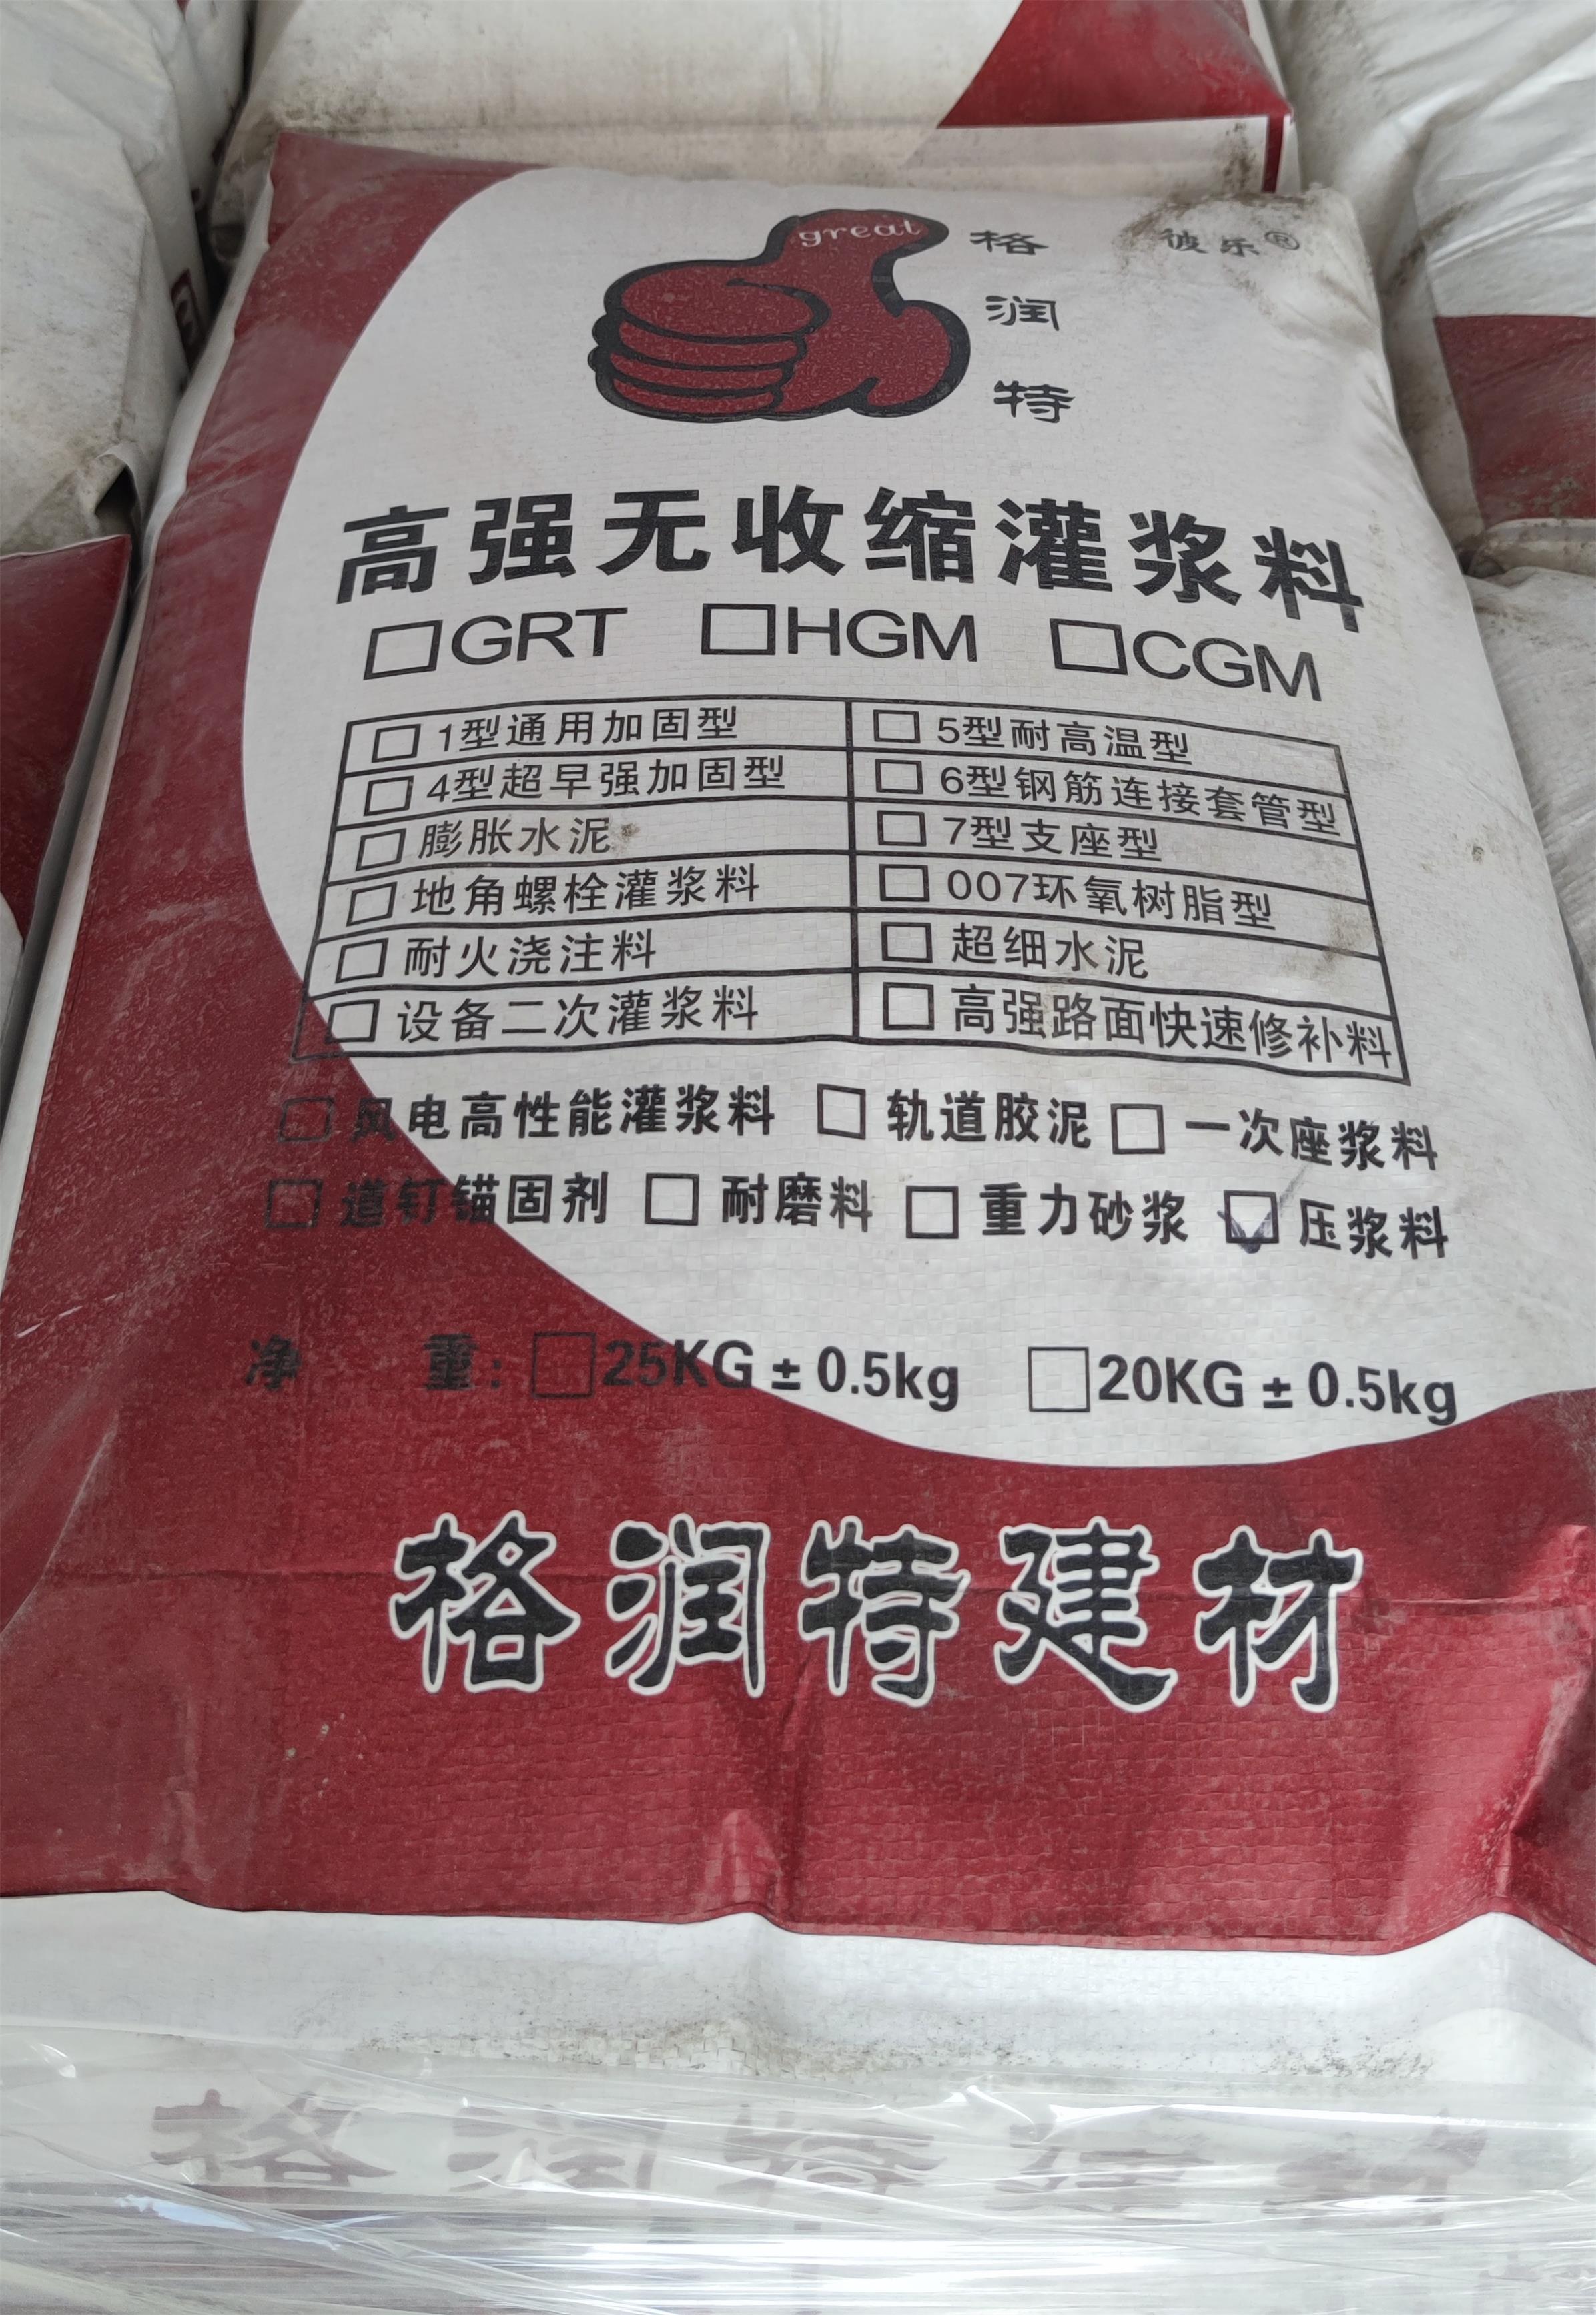 great
格润特
彼乐®
高强无收缩灌浆料
□GRT □HGM □CGM
□ 1型通用加固型 □ 5型耐高温型
□ 4型超早强加固型 □ 6型钢筋连接套管型
□ 膨胀水泥 □ 7型支座型
□ 地角螺栓灌浆料 □ 007环氧树脂型
□ 耐火浇注料 □ 超细水泥
□ 设备二次灌浆料 □ 高强路面快速修补料
□ 风电高性能灌浆料 □ 轨道胶泥 □ 一次座浆料
□ 道钉锚固剂 □ 耐磨料 □ 重力砂浆 ☑ 压浆料
净 重: □25KG ± 0.5kg □20KG ± 0.5kg
格润特建材
格润特建材